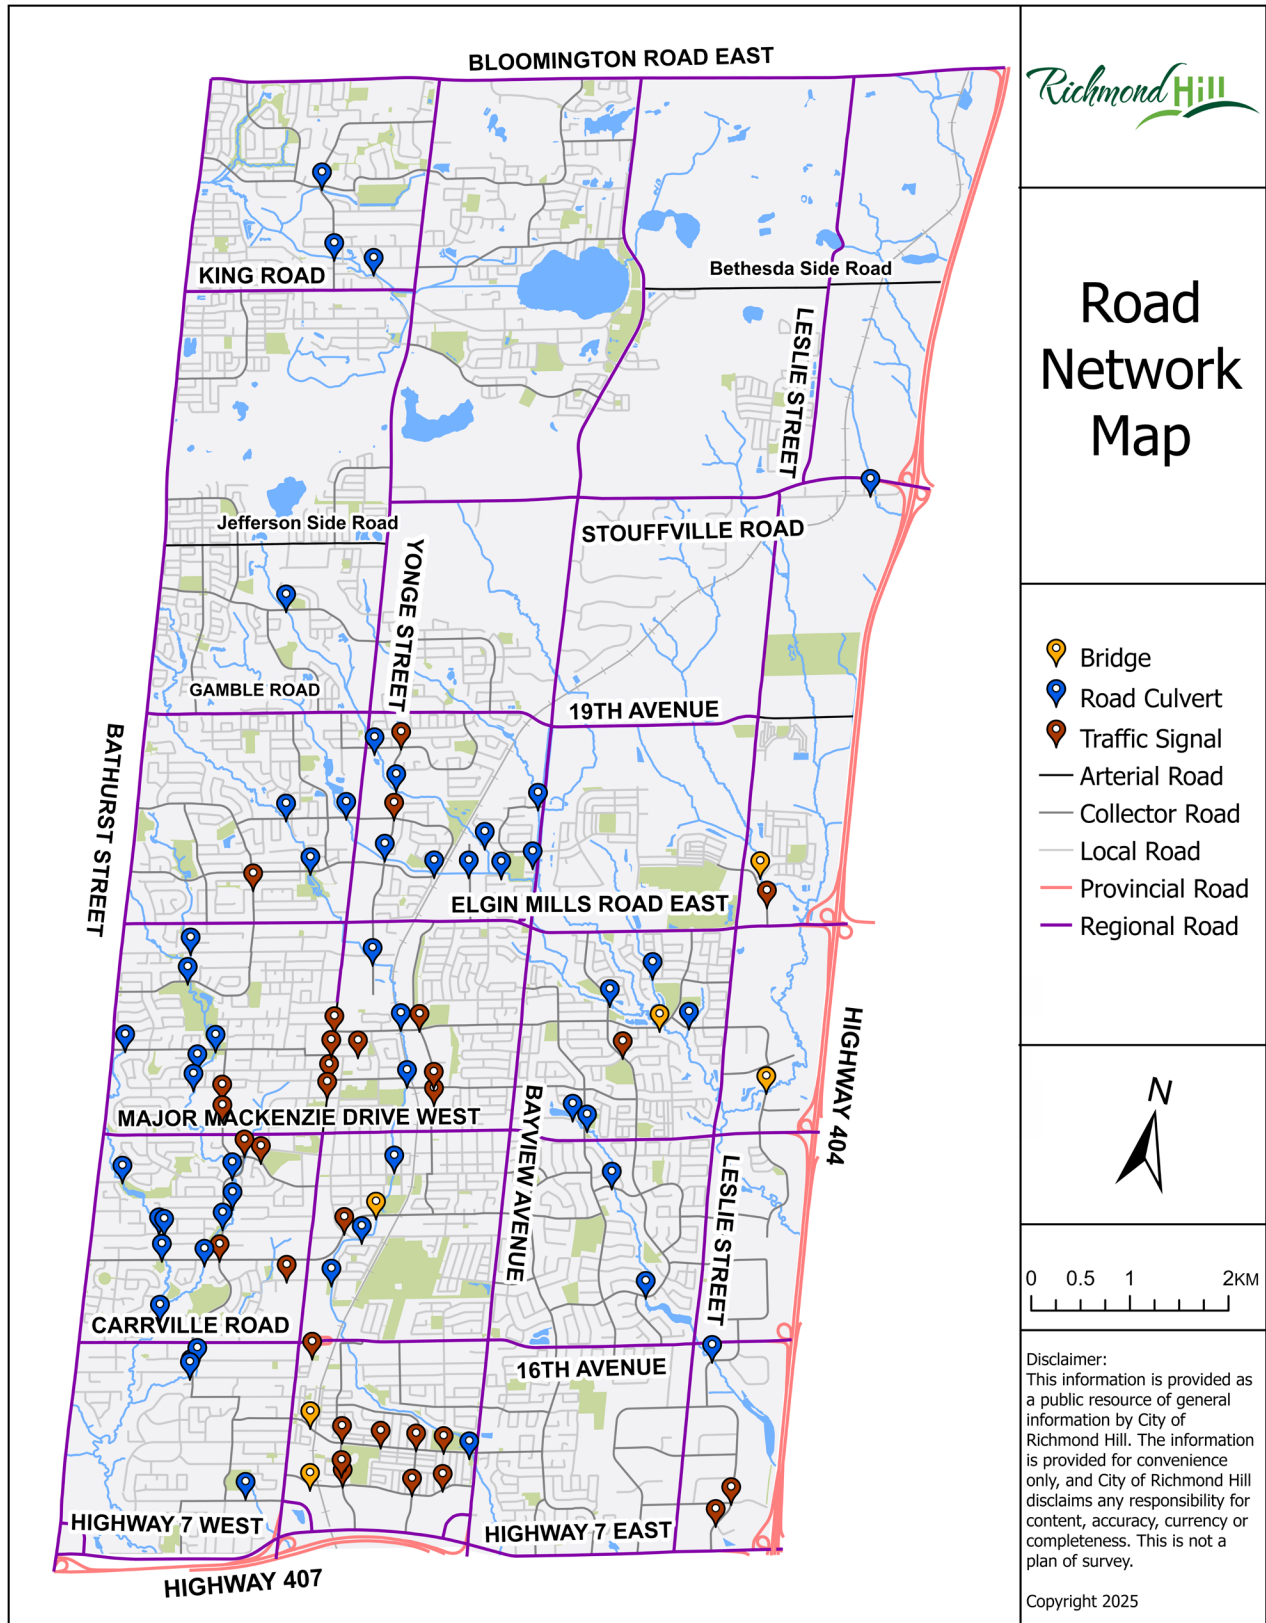 BLOOMINGTON ROAD EAST
KING ROAD
Bethesda Side Road
LESLIE STREET
Jefferson Side Road
STOUFFVILLE ROAD
YONGE STREET
GAMBLE ROAD
19TH AVENUE
BATHURST STREET
ELGIN MILLS ROAD EAST
HIGHWAY 404
MAJOR MACKENZIE DRIVE WEST
BAYVIEW AVENUE
LESLIE STREET
CARRVILLE ROAD
16TH AVENUE
HIGHWAY 7 WEST
HIGHWAY 7 EAST
HIGHWAY 407
Richmond Hill
Road
Network
Map
Bridge
Road Culvert
Traffic Signal
Arterial Road
Collector Road
Local Road
Provincial Road
Regional Road
N
0 0.5 1 2KM
Disclaimer:
This information is provided as
a public resource of general
information by City of
Richmond Hill. The information
is provided for convenience
only, and City of Richmond Hill
disclaims any responsibility for
content, accuracy, currency or
completeness. This is not a
plan of survey.
Copyright 2025